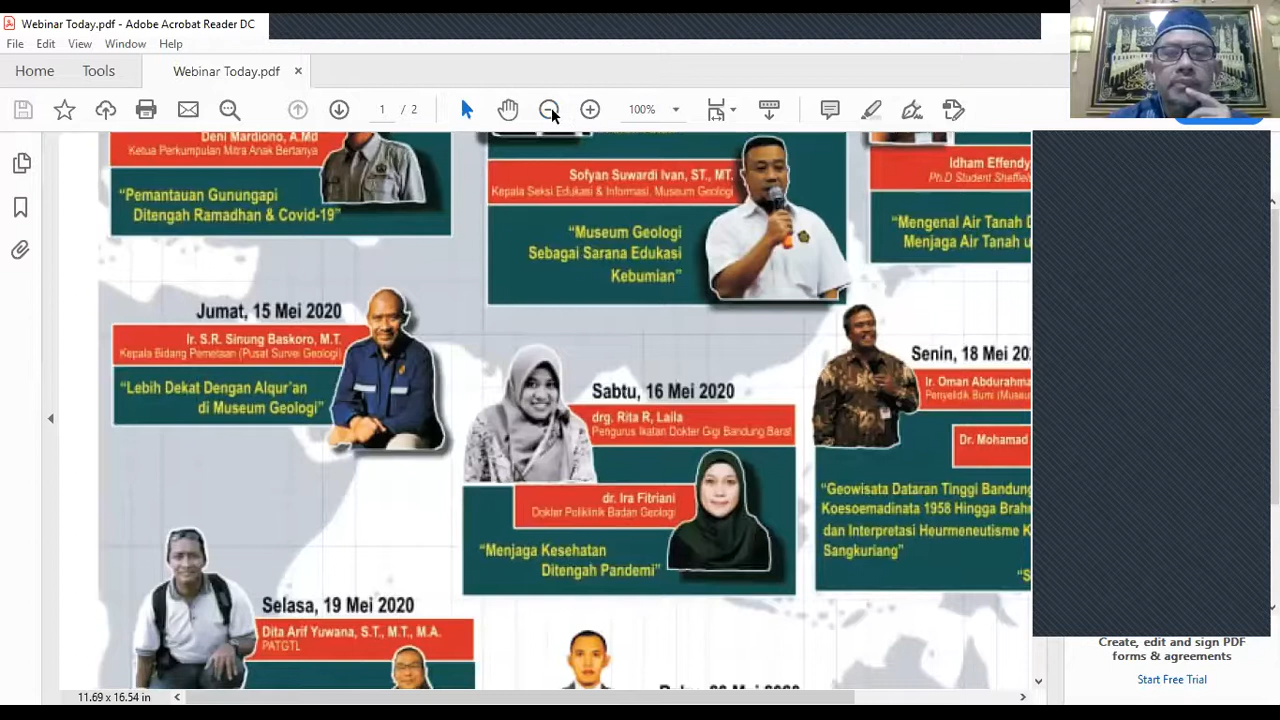 Webinar Today.pdf - Adobe Acrobat Reader DC
File Edit View Window Help
Home Tools Webinar Today.pdf ×
1 / 2 100%
Deni Mardiono, A.Md
Ketua Perkumpulan Mitra Anak Bertanya
"Pemantauan Gunungapi
Ditengah Ramadhan & Covid-19"
Sofyan Suwardi Ivan, ST., MT.
Kepala Seksi Edukasi & Informasi, Museum Geologi
"Museum Geologi
Sebagai Sarana Edukasi
Kebumian"
Idham Effendy
Ph.D Student Sheffield
"Mengenal Air Tanah D
Menjaga Air Tanah u
Jumat, 15 Mei 2020
Ir. S.R. Sinung Baskoro, M.T.
Kepala Bidang Pemetaan (Pusat Survei Geologi)
"Lebih Dekat Dengan Alqur'an
di Museum Geologi"
Sabtu, 16 Mei 2020
drg. Rita R, Laila
Pengurus Ikatan Dokter Gigi Bandung Barat
dr. Ira Fitriani
Dokter Poliklinik Badan Geologi
"Menjaga Kesehatan
Ditengah Pandemi"
Senin, 18 Mei 20
Ir. Oman Abdurahma
Penyelidik Bumi (Museu
Dr. Mohamad
"Geowisata Dataran Tinggi Bandung
Koesoemadinata 1958 Hingga Brahm
dan Interpretasi Heurmeneutisme K
Sangkuriang"
"S
Selasa, 19 Mei 2020
Dita Arif Yuwana, S.T., M.T., M.A.
PATGTL
11.69 x 16.54 in
Create, edit and sign PDF
forms & agreements
Start Free Trial